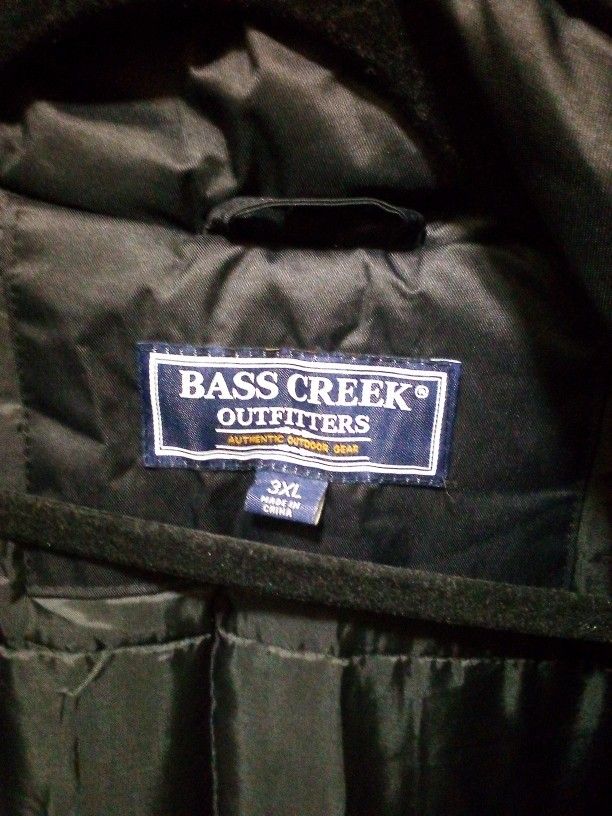 BASS CREEK®
OUTFITTERS
AUTHENTIC OUTDOOR GEAR
3XL
MADE IN
CHINA